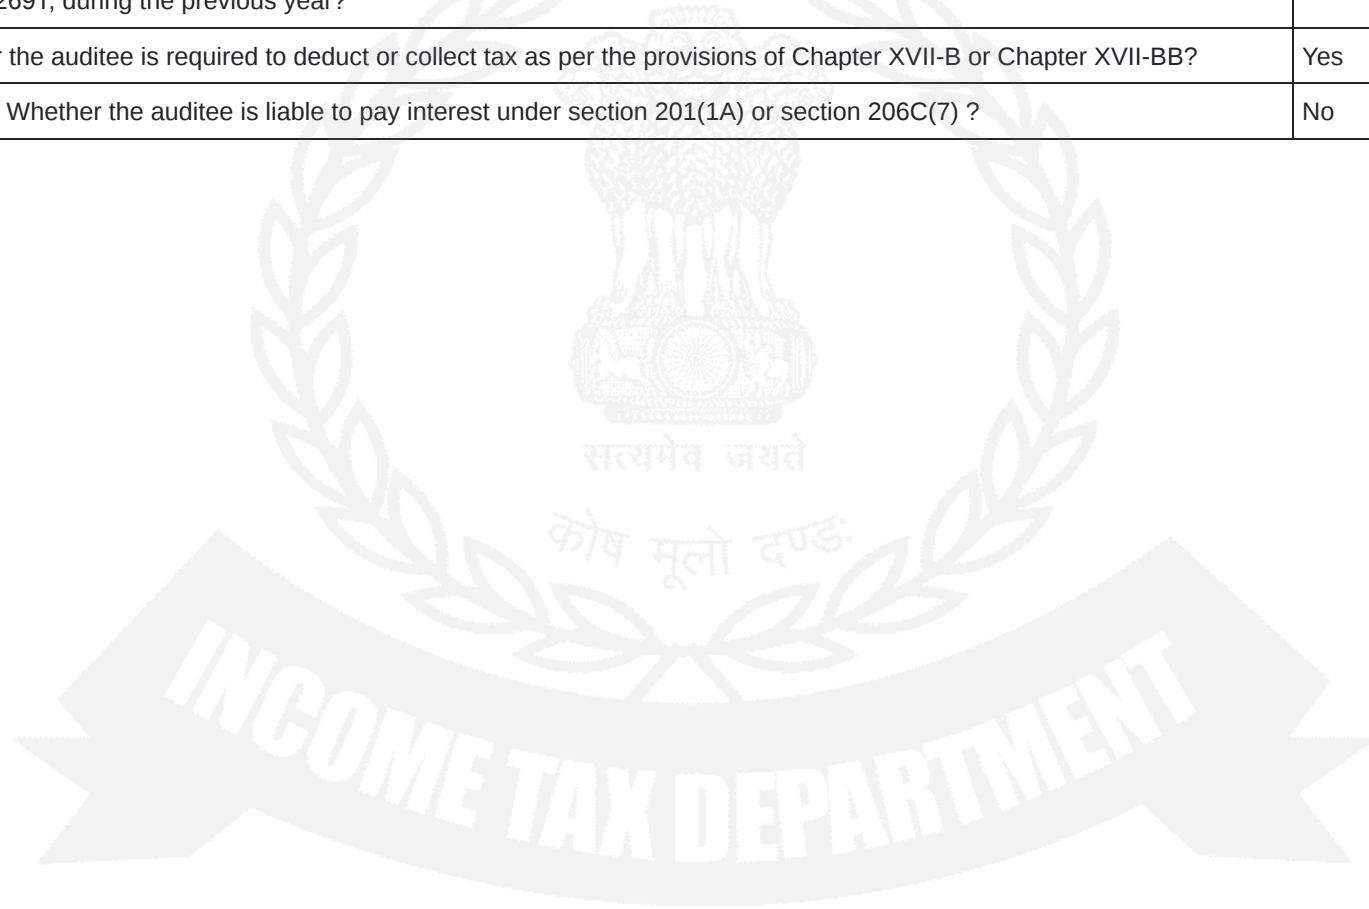 during the previous year?
the auditee is required to deduct or collect tax as per the provisions of Chapter XVII-B or Chapter XVII-BB? Yes
Whether the auditee is liable to pay interest under section 201(1A) or section 206C(7) ? No
सत्यमेव जयते
कोष मूलो दण्डः
INCOME TAX DEPARTMENT